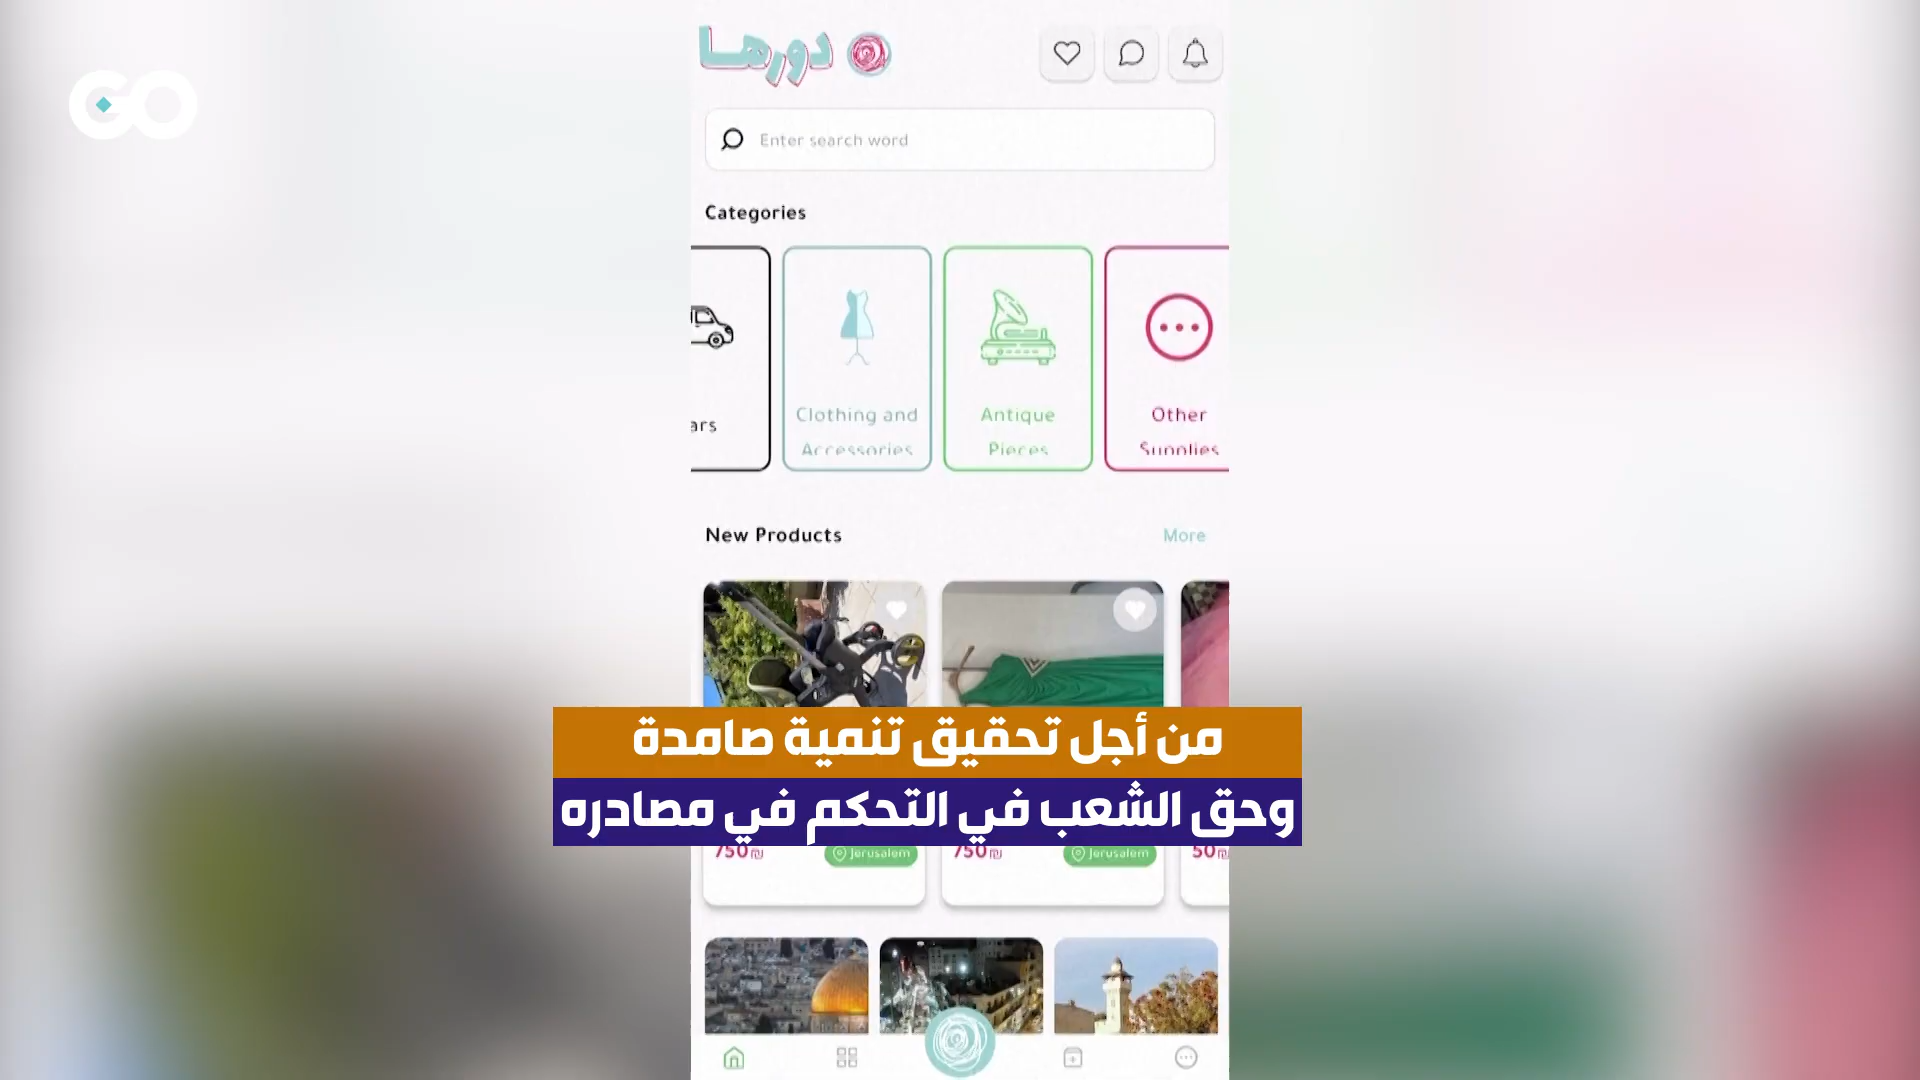 GO
دورها
Enter search word
Categories
ars
Clothing and
Accessories
Antique
Pieces
Other
Supplies
New Products
More
من أجل تحقيق تنمية صامدة
وحق الشعب في التحكم في مصادره
750₪
Jerusalem
750₪
Jerusalem
50₪